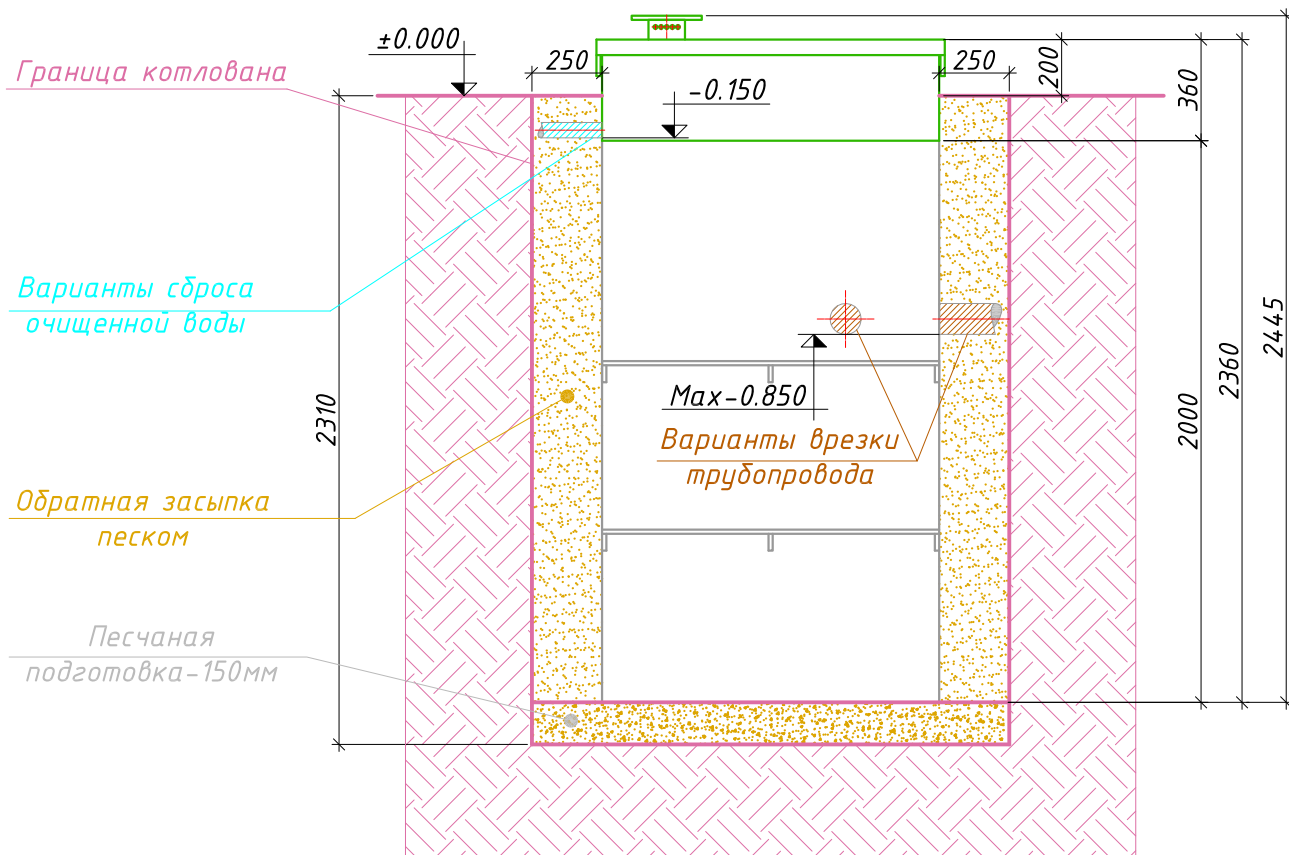 ±0.000
Граница котлована
250
-0.150
250
200
360
Варианты сброса
очищенной воды
2445
2360
2310
Max-0.850
2000
Варианты врезки
трубопровода
Обратная засыпка
песком
Песчаная
подготовка-150мм